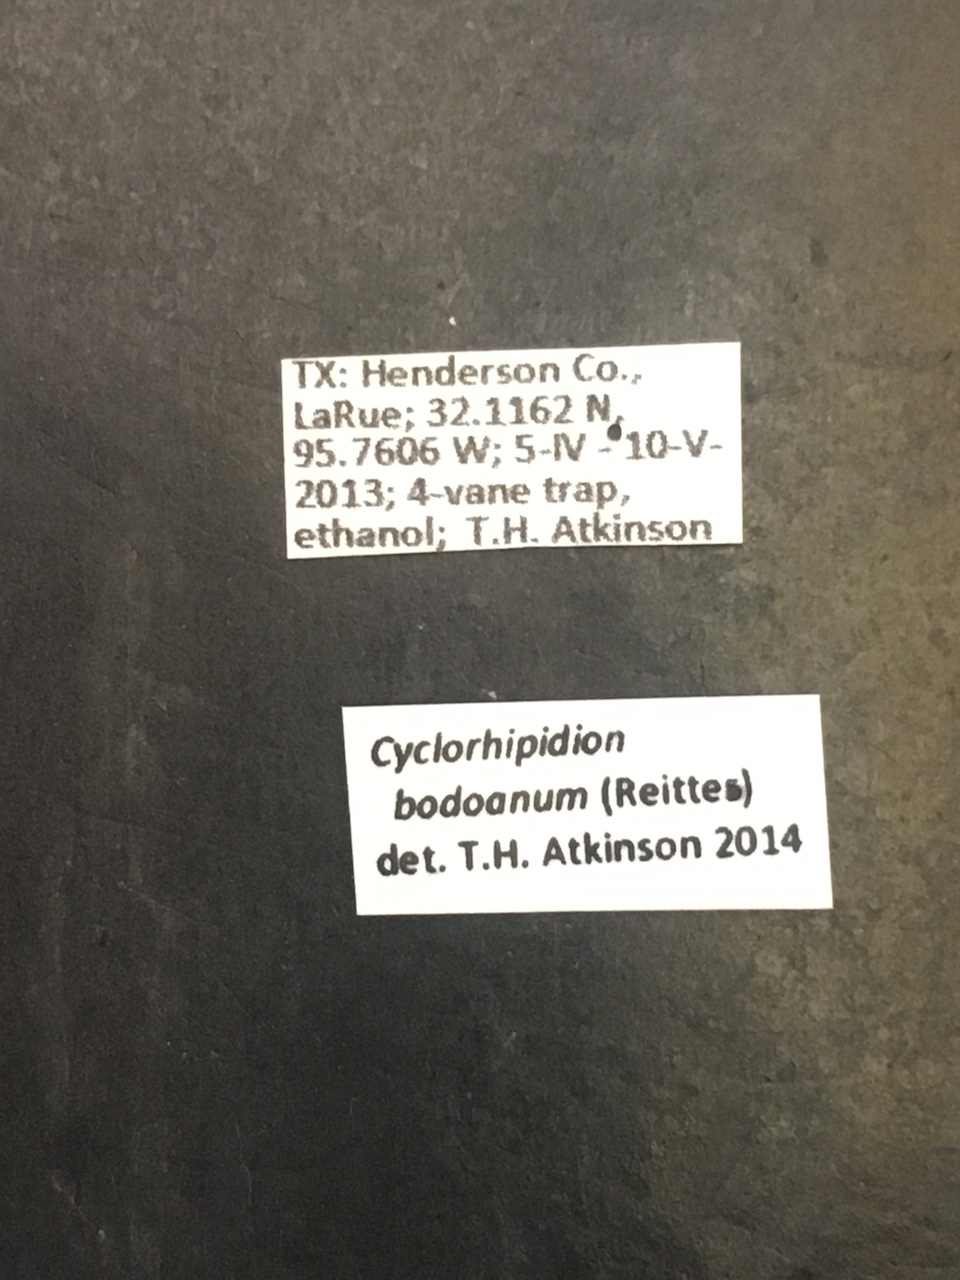 TX: Henderson Co.,
LaRue; 32.1162 N,
95.7606 W; 5-IV - 10-V-
2013; 4-vane trap,
ethanol; T.H. Atkinson
Cyclorhipidion
bodoanum (Reittes)
det. T.H. Atkinson 2014